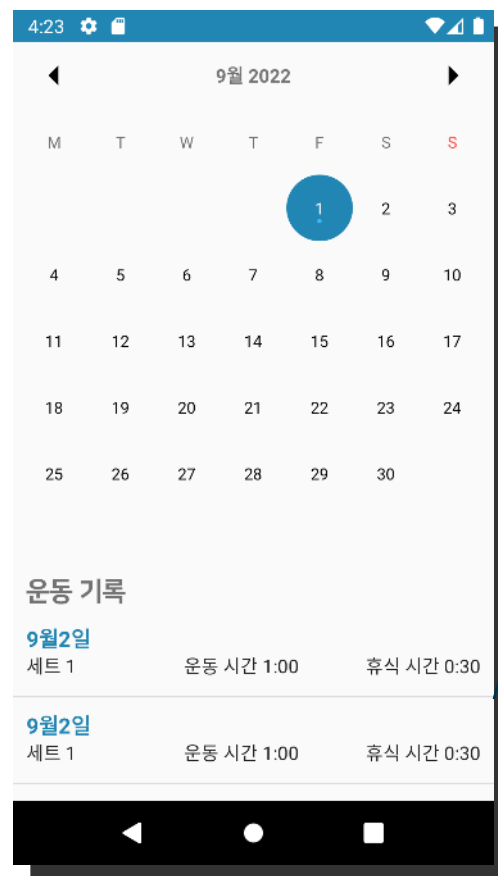 4:23
9월 2022
M T W T F S S
1 2 3
4 5 6 7 8 9 10
11 12 13 14 15 16 17
18 19 20 21 22 23 24
25 26 27 28 29 30
운동 기록
9월2일
세트 1 운동 시간 1:00 휴식 시간 0:30
9월2일
세트 1 운동 시간 1:00 휴식 시간 0:30